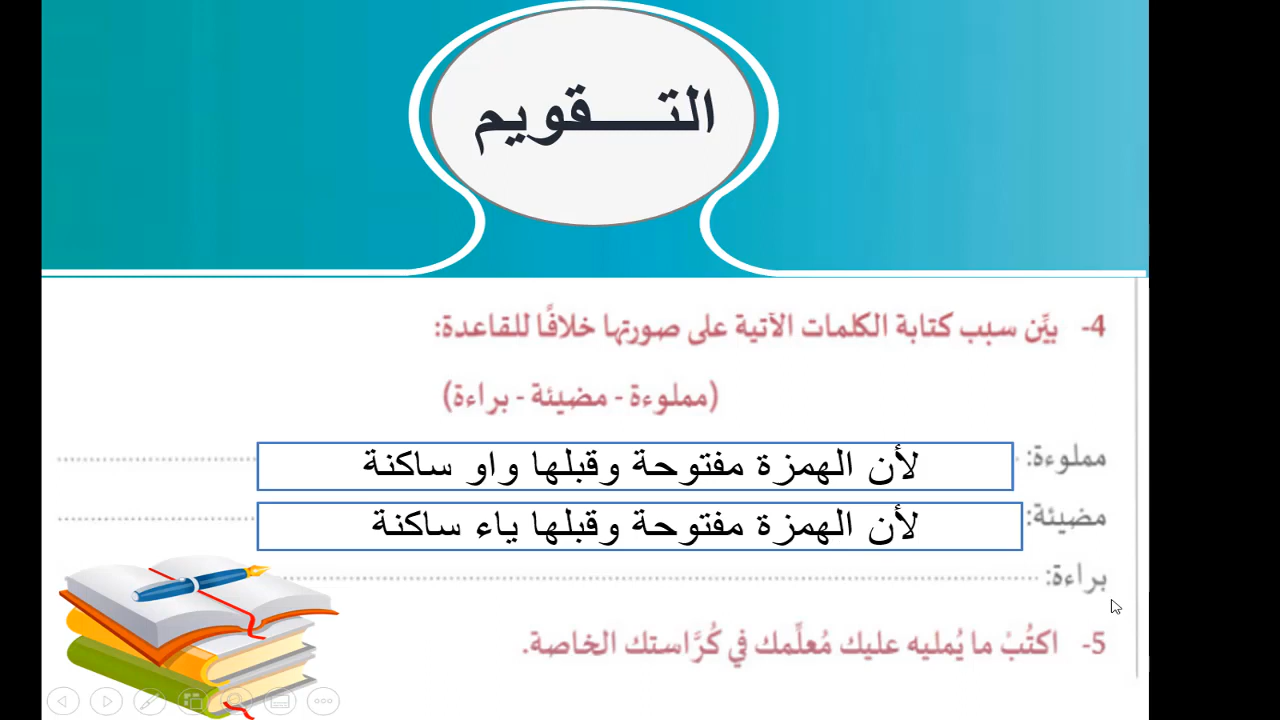 التـــقويم
4- بيِّن سبب كتابة الكلمات الآتية على صورتها خلافًا للقاعدة:
(مملوءة - مضيئة - براءة)
مملوءة: لأن الهمزة مفتوحة وقبلها واو ساكنة
مضيئة: لأن الهمزة مفتوحة وقبلها ياء ساكنة
براءة:
5- اكتُبْ ما يُمليه عليك مُعلِّمك في كُرَّاستك الخاصة.